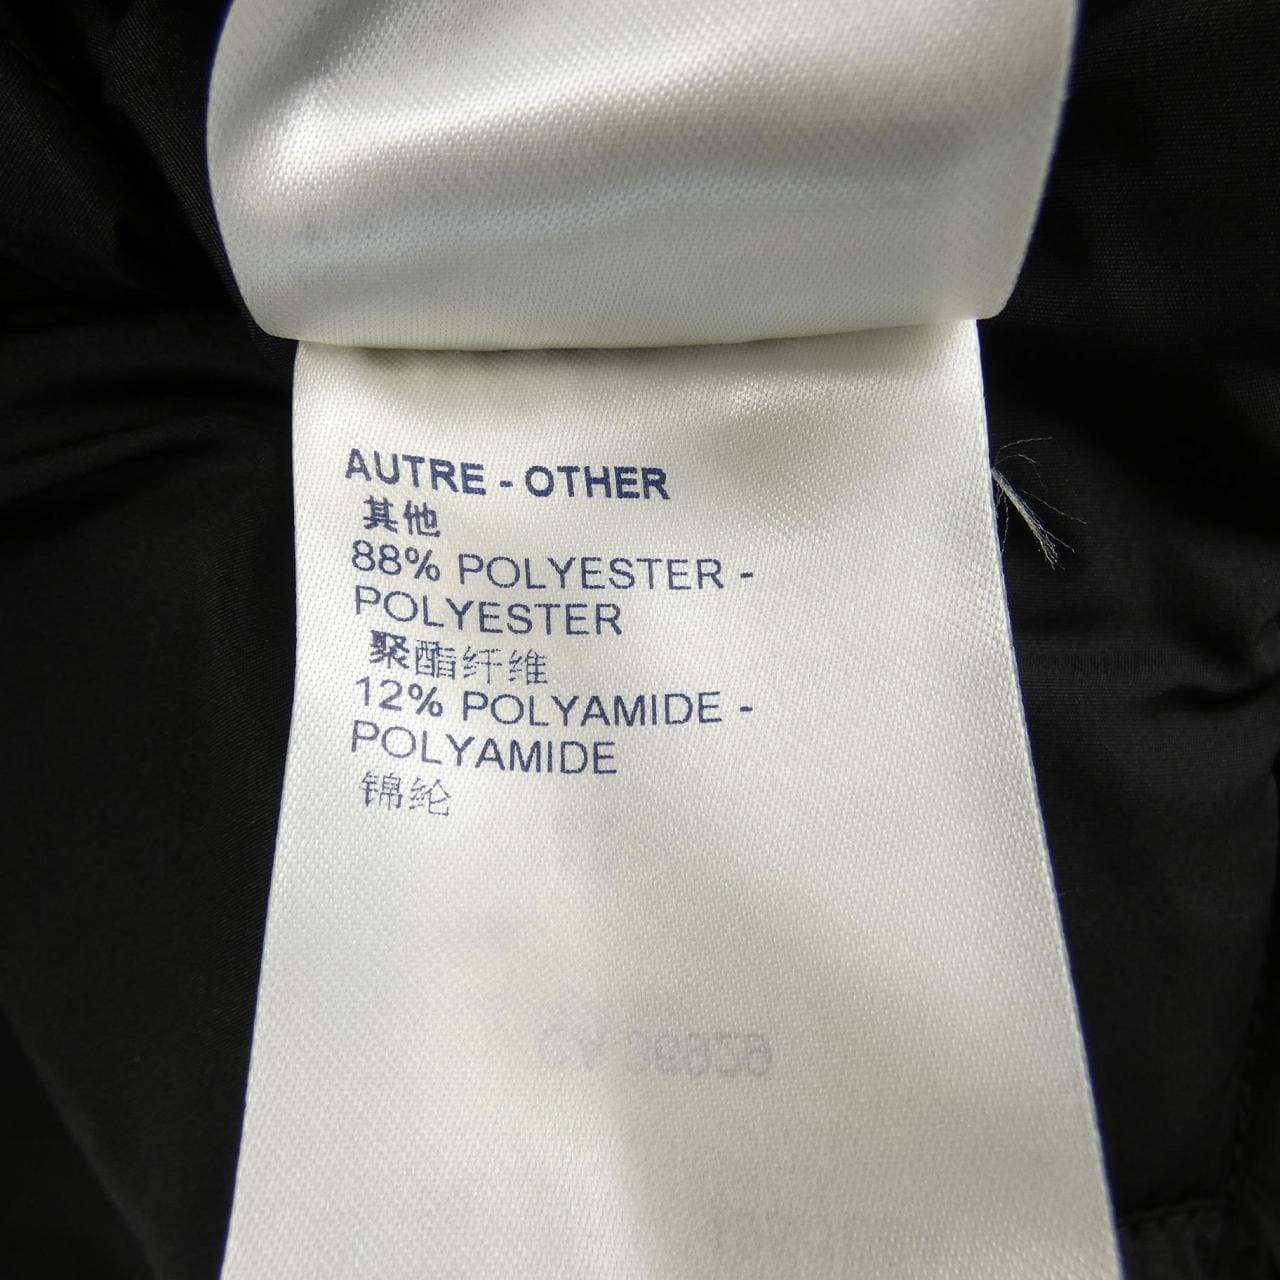 AUTRE - OTHER
其他
88% POLYESTER -
POLYESTER
聚酯纤维
12% POLYAMIDE -
POLYAMIDE
锦纶